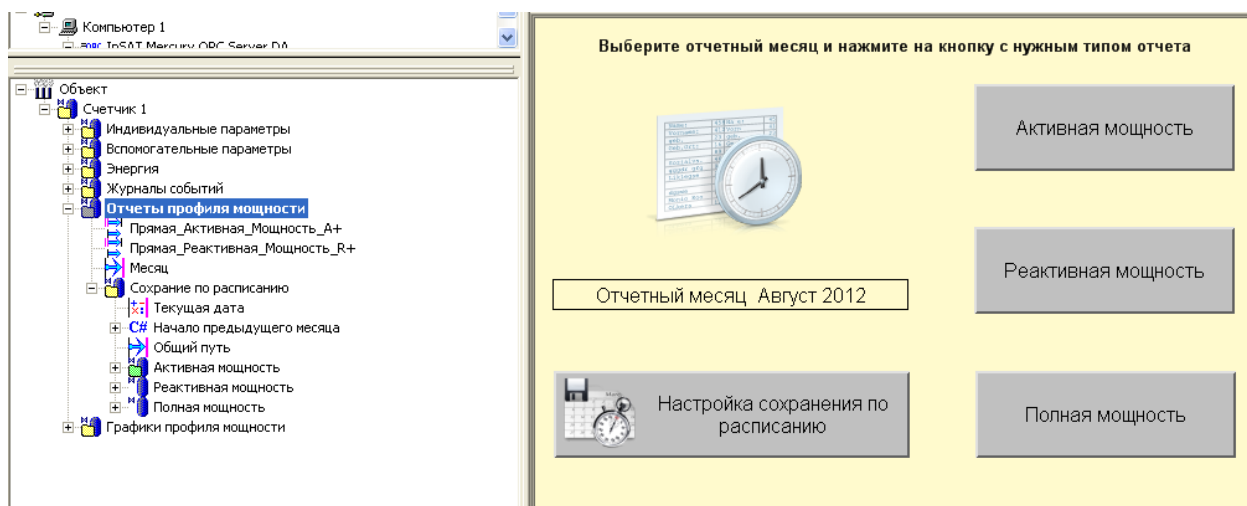 Компьютер 1
InSAT Mercury OPC Server DA
Объект
Счетчик 1
Индивидуальные параметры
Вспомогательные параметры
Энергия
Журналы событий
Отчеты профиля мощности
Прямая_Активная_Мощность_A+
Прямая_Реактивная_Мощность_R+
Месяц
Сохрание по расписанию
Текущая дата
C# Начало предыдущего месяца
Общий путь
Активная мощность
Реактивная мощность
Полная мощность
Графики профиля мощности
Выберите отчетный месяц и нажмите на кнопку с нужным типом отчета
Активная мощность
Реактивная мощность
Отчетный месяц Август 2012
Настройка сохранения по
расписанию
Полная мощность